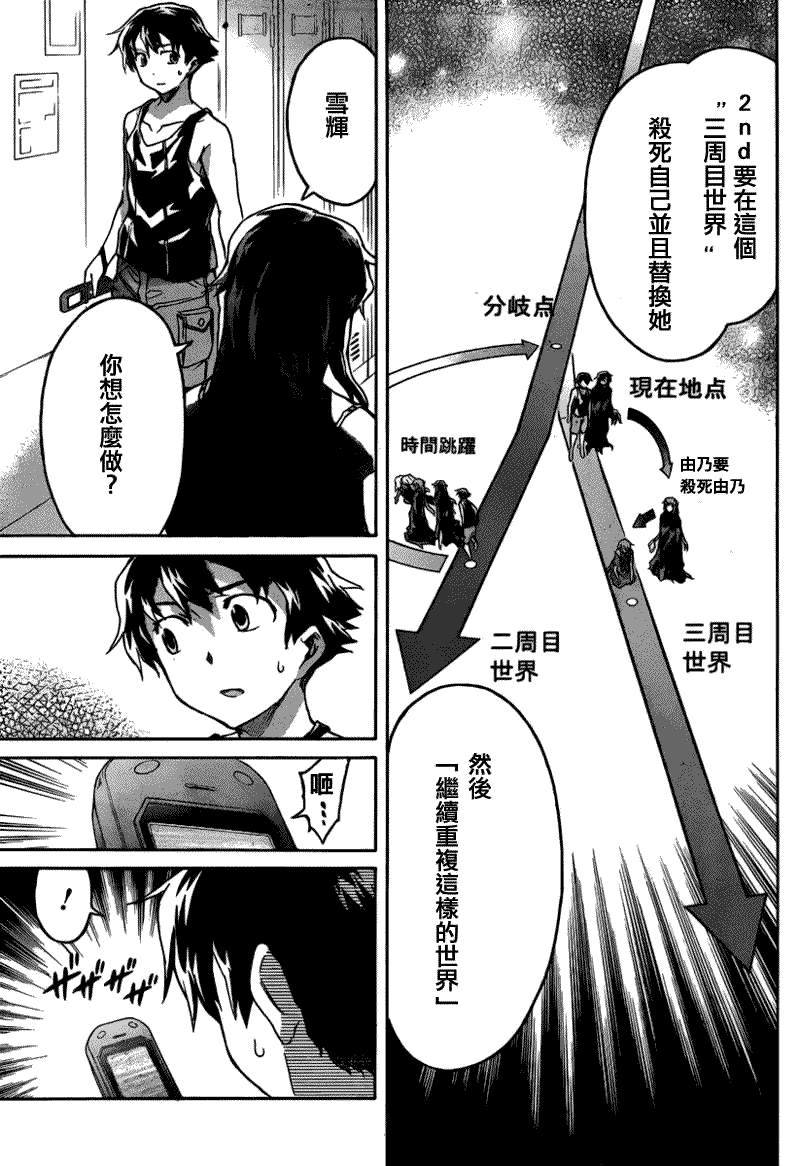 2nd要在這個
”三周目世界“
殺死自己並且替換她
分岐点
現在地点
時間跳躍
由乃要
殺死由乃
二周目
世界
三周目
世界
然後
「繼續重複這樣的世界」
雪輝
你想怎麼做？
咂…
！
ザザ
ザザ